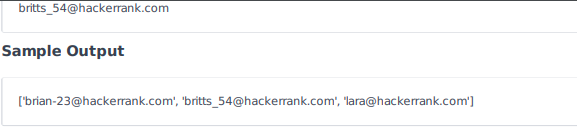 britts_54@hackerrank.com
Sample Output
['brian-23@hackerrank.com', 'britts_54@hackerrank.com', 'lara@hackerrank.com']